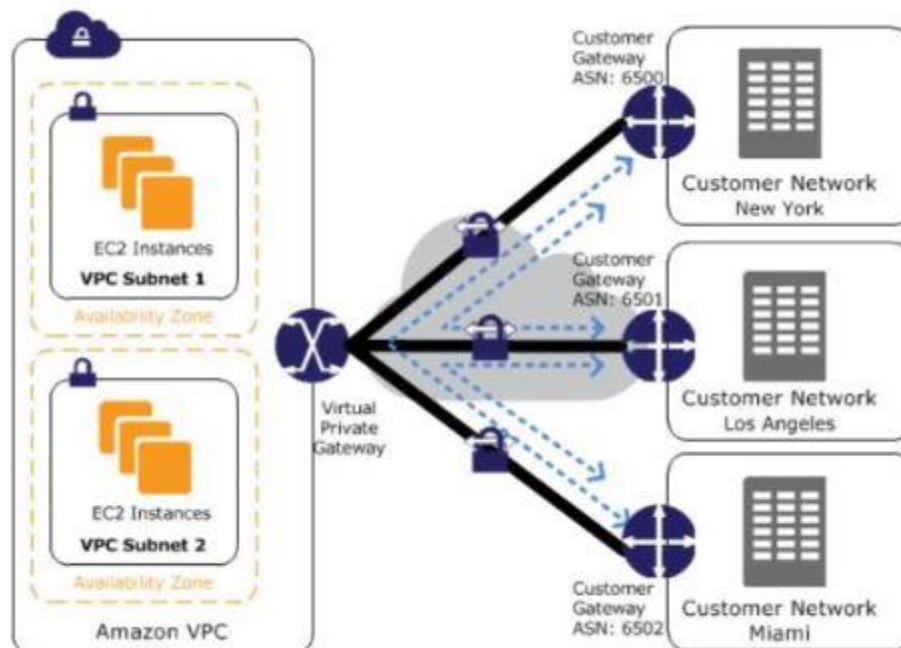 EC2 Instances
VPC Subnet 1
Availability Zone
EC2 Instances
VPC Subnet 2
Availability Zone
Amazon VPC
Virtual
Private
Gateway
Customer
Gateway
ASN: 6500
Customer Network
New York
Customer
Gateway
ASN: 6501
Customer Network
Los Angeles
Customer
Gateway
ASN: 6502
Customer Network
Miami